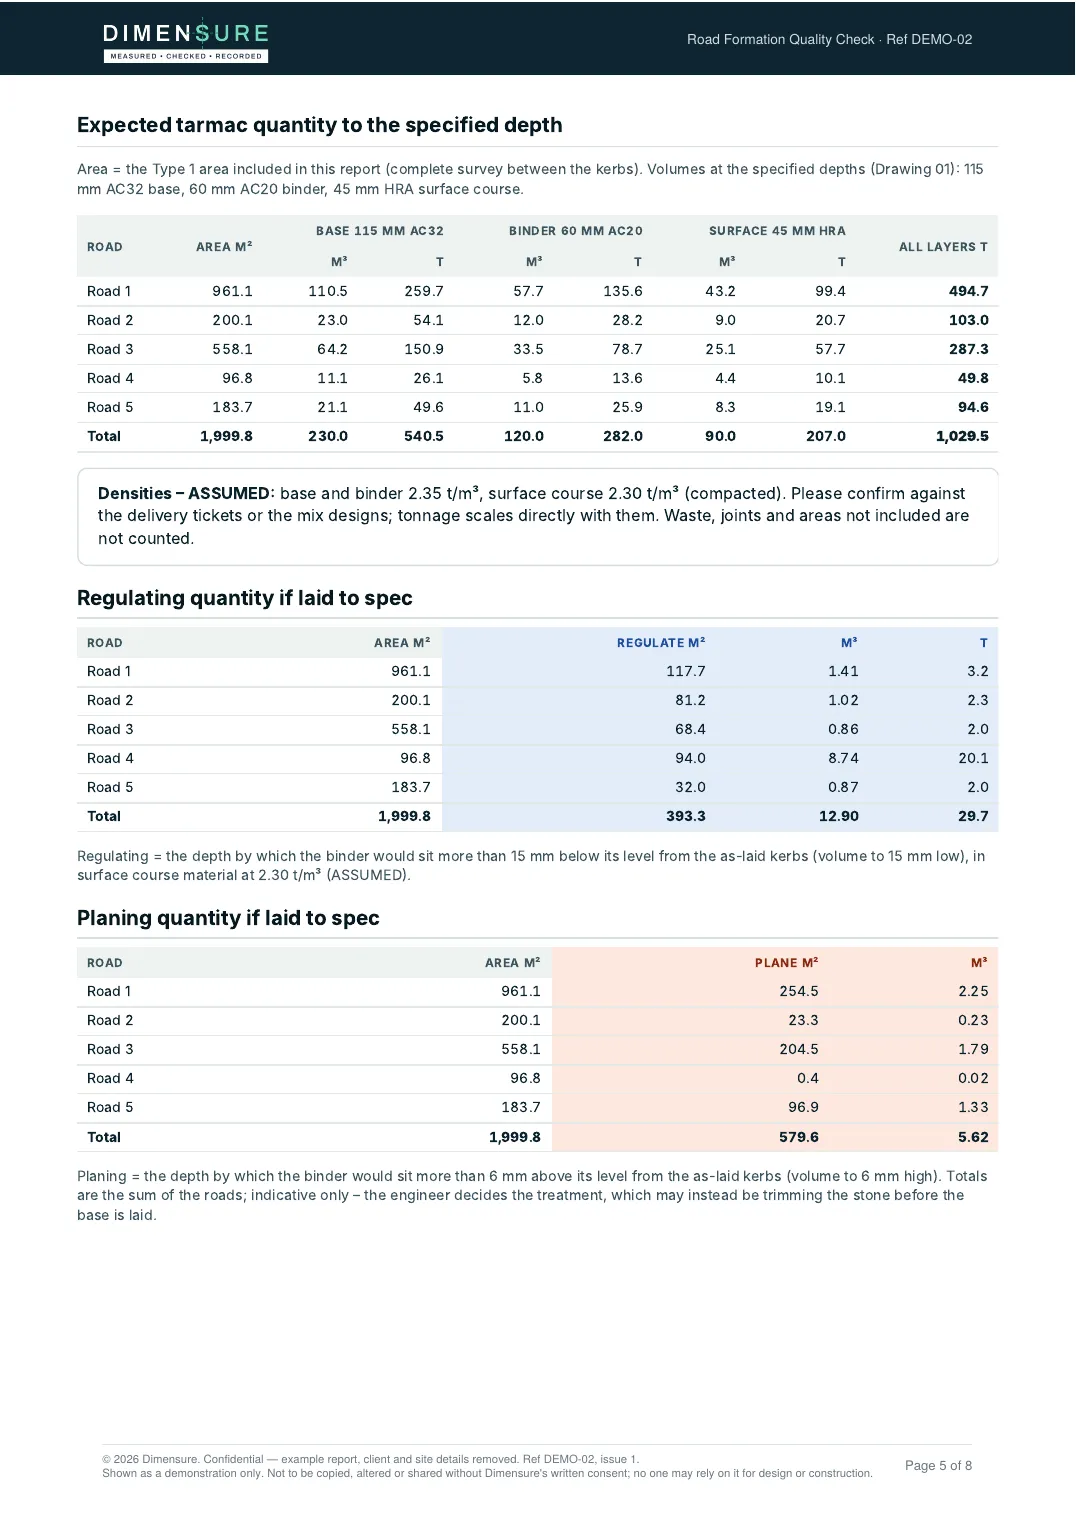 DIMENSURE
MEASURED • CHECKED • RECORDED
Road Formation Quality Check · Ref DEMO-02
Expected tarmac quantity to the specified depth
Area = the Type 1 area included in this report (complete survey between the kerbs). Volumes at the specified depths (Drawing 01): 115
mm AC32 base, 60 mm AC20 binder, 45 mm HRA surface course.
ROAD AREA M² BASE 115 MM AC32 BINDER 60 MM AC20 SURFACE 45 MM HRA ALL LAYERS T
M³ T M³ T M³ T
Road 1 961.1 110.5 259.7 57.7 135.6 43.2 99.4 494.7
Road 2 200.1 23.0 54.1 12.0 28.2 9.0 20.7 103.0
Road 3 558.1 64.2 150.9 33.5 78.7 25.1 57.7 287.3
Road 4 96.8 11.1 26.1 5.8 13.6 4.4 10.1 49.8
Road 5 183.7 21.1 49.6 11.0 25.9 8.3 19.1 94.6
Total 1,999.8 230.0 540.5 120.0 282.0 90.0 207.0 1,029.5
Densities – ASSUMED: base and binder 2.35 t/m³, surface course 2.30 t/m³ (compacted). Please confirm against
the delivery tickets or the mix designs; tonnage scales directly with them. Waste, joints and areas not included are
not counted.
Regulating quantity if laid to spec
ROAD AREA M² REGULATE M² M³ T
Road 1 961.1 117.7 1.41 3.2
Road 2 200.1 81.2 1.02 2.3
Road 3 558.1 68.4 0.86 2.0
Road 4 96.8 94.0 8.74 20.1
Road 5 183.7 32.0 0.87 2.0
Total 1,999.8 393.3 12.90 29.7
Regulating = the depth by which the binder would sit more than 15 mm below its level from the as-laid kerbs (volume to 15 mm low), in
surface course material at 2.30 t/m³ (ASSUMED).
Planing quantity if laid to spec
ROAD AREA M² PLANE M² M³
Road 1 961.1 254.5 2.25
Road 2 200.1 23.3 0.23
Road 3 558.1 204.5 1.79
Road 4 96.8 0.4 0.02
Road 5 183.7 96.9 1.33
Total 1,999.8 579.6 5.62
Planing = the depth by which the binder would sit more than 6 mm above its level from the as-laid kerbs (volume to 6 mm high). Totals
are the sum of the roads; indicative only – the engineer decides the treatment, which may instead be trimming the stone before the
base is laid.
© 2026 Dimensure. Confidential — example report, client and site details removed. Ref DEMO-02, issue 1.
Shown as a demonstration only. Not to be copied, altered or shared without Dimensure's written consent; no one may rely on it for design or construction.
Page 5 of 8